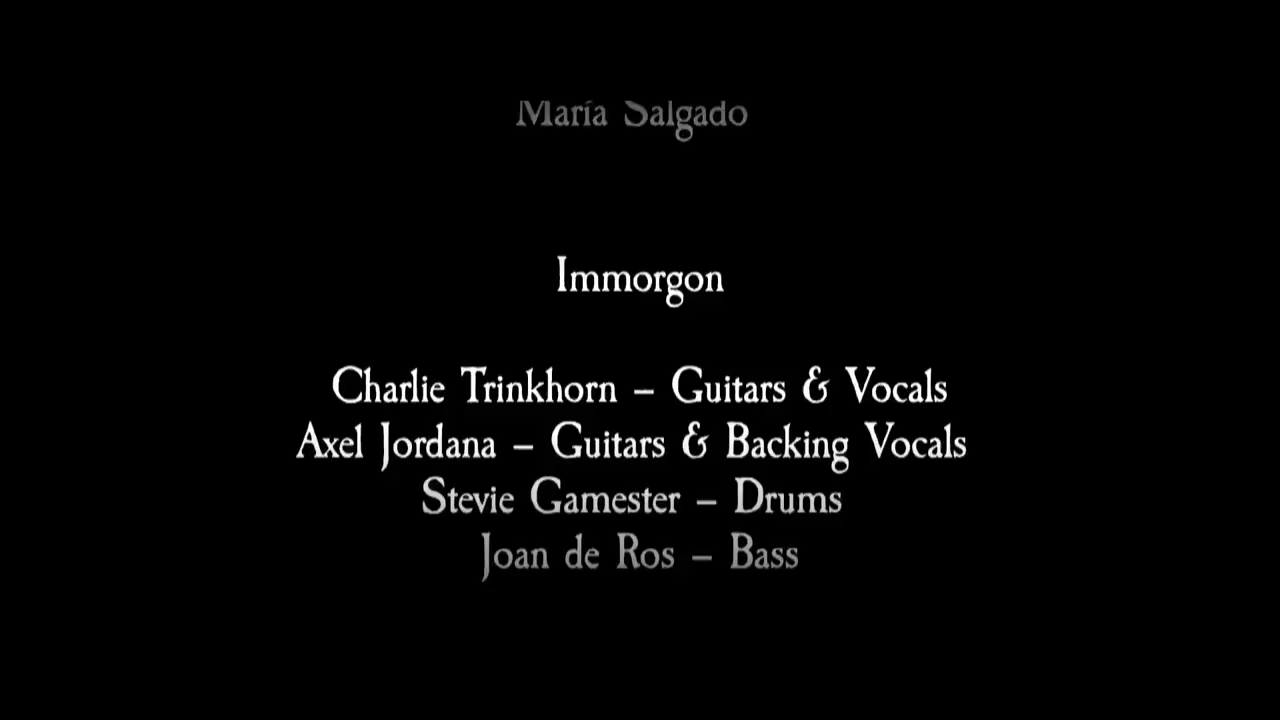 María Salgado
Immorgon
Charlie Trinkhorn – Guitars & Vocals
Axel Jordana – Guitars & Backing Vocals
Stevie Gamester – Drums
Joan de Ros – Bass